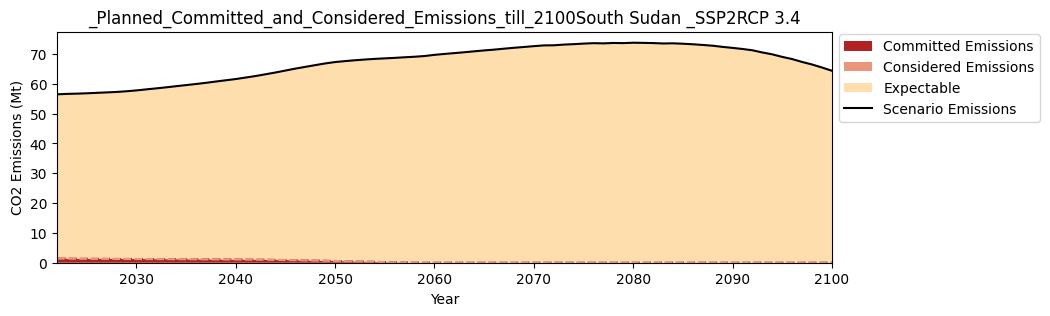 _Planned_Committed_and_Considered_Emissions_till_2100South Sudan _SSP2RCP 3.4
CO2 Emissions (Mt)
70
60
50
40
30
20
10
0
2030 2040 2050 2060 2070 2080 2090 2100
Year
Committed Emissions
Considered Emissions
Expectable
Scenario Emissions